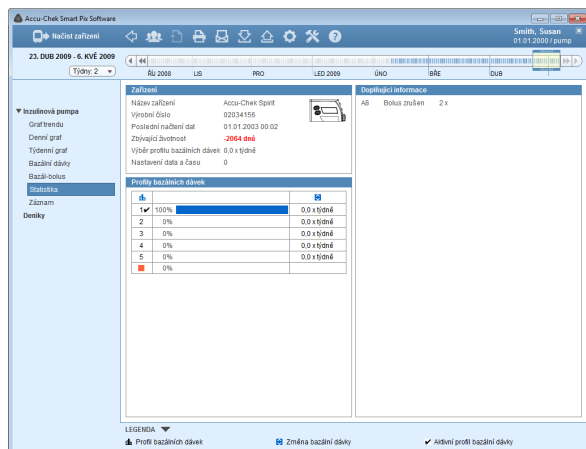 Accu-Chek Smart Pix Software
Načíst zařízení
Smith, Susan
01.01.2000 / pump
23. DUB 2009 - 6. KVĚ 2009
Týdny: 2
ŘÍJ 2008 LIS PRO LED 2009 ÚNO BŘE DUB
Inzulínová pumpa
Graf trendu
Denní graf
Týdenní graf
Bazální dávky
Bazál-bolus
Statistika
Záznam
Deníky
Zařízení
Název zařízení Accu-Chek Spirit
Výrobní číslo 02034156
Poslední načtení dat 01.01.2003 00:02
Zbývající životnost -2064 dnů
Výběr profilu bazálních dávek 0,0 x týdně
Nastavení data a času 0
Profily bazálních dávek
1 100% 0,0 x týdně
2 0% 0,0 x týdně
3 0% 0,0 x týdně
4 0% 0,0 x týdně
5 0% 0,0 x týdně
0%
Doplňující informace
A8 Bolus zrušen 2 x
LEGENDA
Profil bazálních dávek Změna bazální dávky Aktivní profil bazální dávky